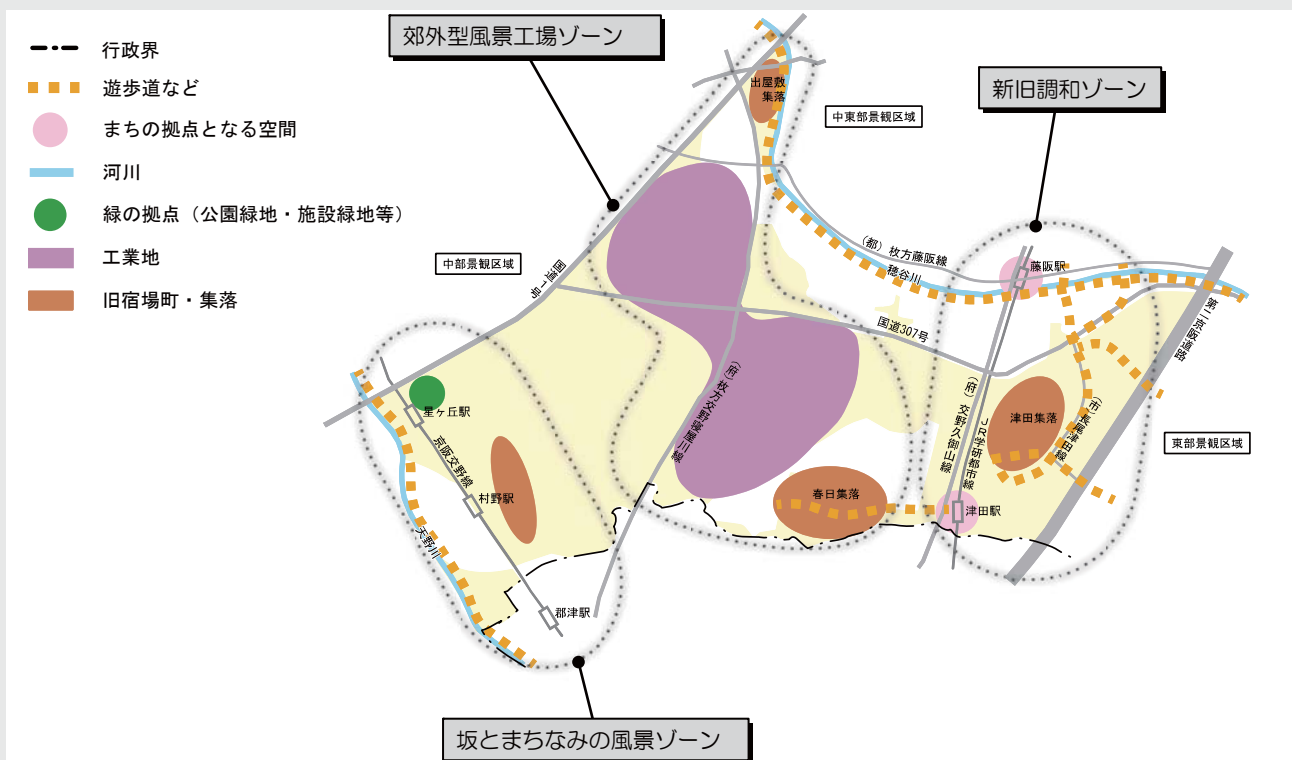 行政界
遊歩道など
まちの拠点となる空間
河川
緑の拠点（公園緑地・施設緑地等）
工業地
旧宿場町・集落
郊外型風景工場ゾーン
新旧調和ゾーン
坂とまちなみの風景ゾーン
出屋敷
集落
中東部景観区域
中部景観区域
国道1号
（都）枚方藤阪線
穂谷川
藤阪駅
第二京阪道路
国道307号
（府）枚方交野寝屋川線
（府）交野久御山線
ＪＲ学研都市線
津田集落
（市）長尾津田線
東部景観区域
星ヶ丘駅
京阪交野線
村野駅
春日集落
津田駅
天野川
郡津駅